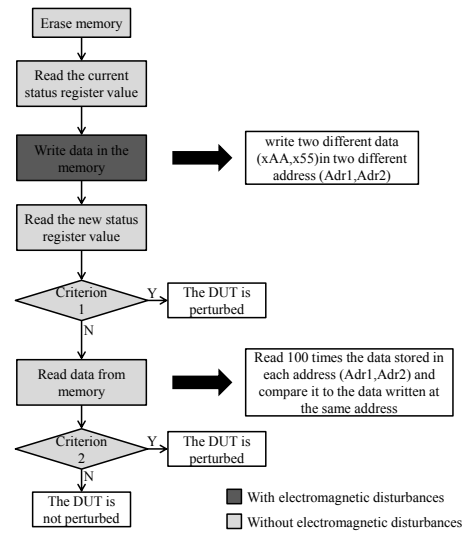 Erase memory
Read the current
status register value
Write data in the
memory
write two different data
(xAA,x55)in two different
address (Adr1,Adr2)
Read the new status
register value
Criterion
1
Y
The DUT is
perturbed
N
Read data from
memory
Read 100 times the data stored in
each address (Adr1,Adr2) and
compare it to the data written at
the same address
Criterion
2
Y
The DUT is
perturbed
N
The DUT is
not perturbed
With electromagnetic disturbances
Without electromagnetic disturbances